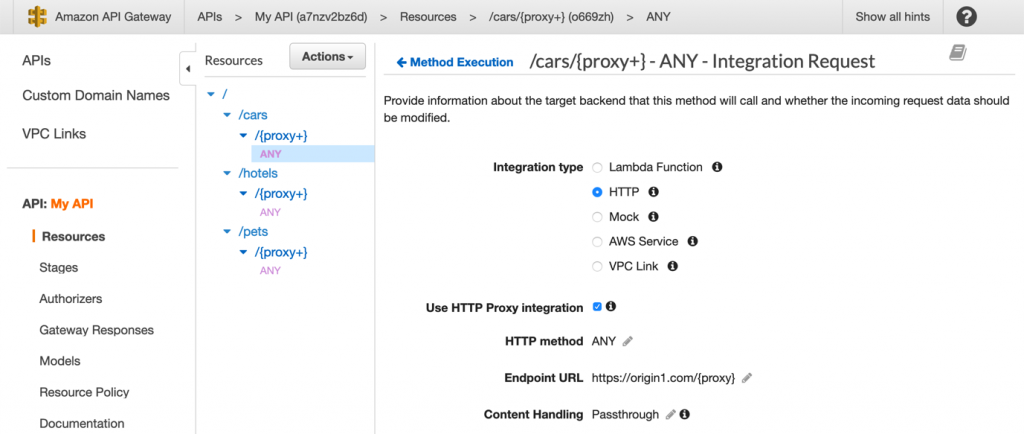 Amazon API Gateway APIs > My API (a7nzv2bz6d) > Resources > /cars/{proxy+} (o669zh) > ANY Show all hints ?
APIs
Custom Domain Names
VPC Links
API: My API
Resources
Stages
Authorizers
Gateway Responses
Models
Resource Policy
Documentation
Resources Actions
/
/cars
/{proxy+}
ANY
/hotels
/{proxy+}
ANY
/pets
/{proxy+}
ANY
Method Execution /cars/{proxy+} - ANY - Integration Request
Provide information about the target backend that this method will call and whether the incoming request data should
be modified.
Integration type Lambda Function
HTTP
Mock
AWS Service
VPC Link
Use HTTP Proxy integration
HTTP method ANY
Endpoint URL https://origin1.com/{proxy}
Content Handling Passthrough